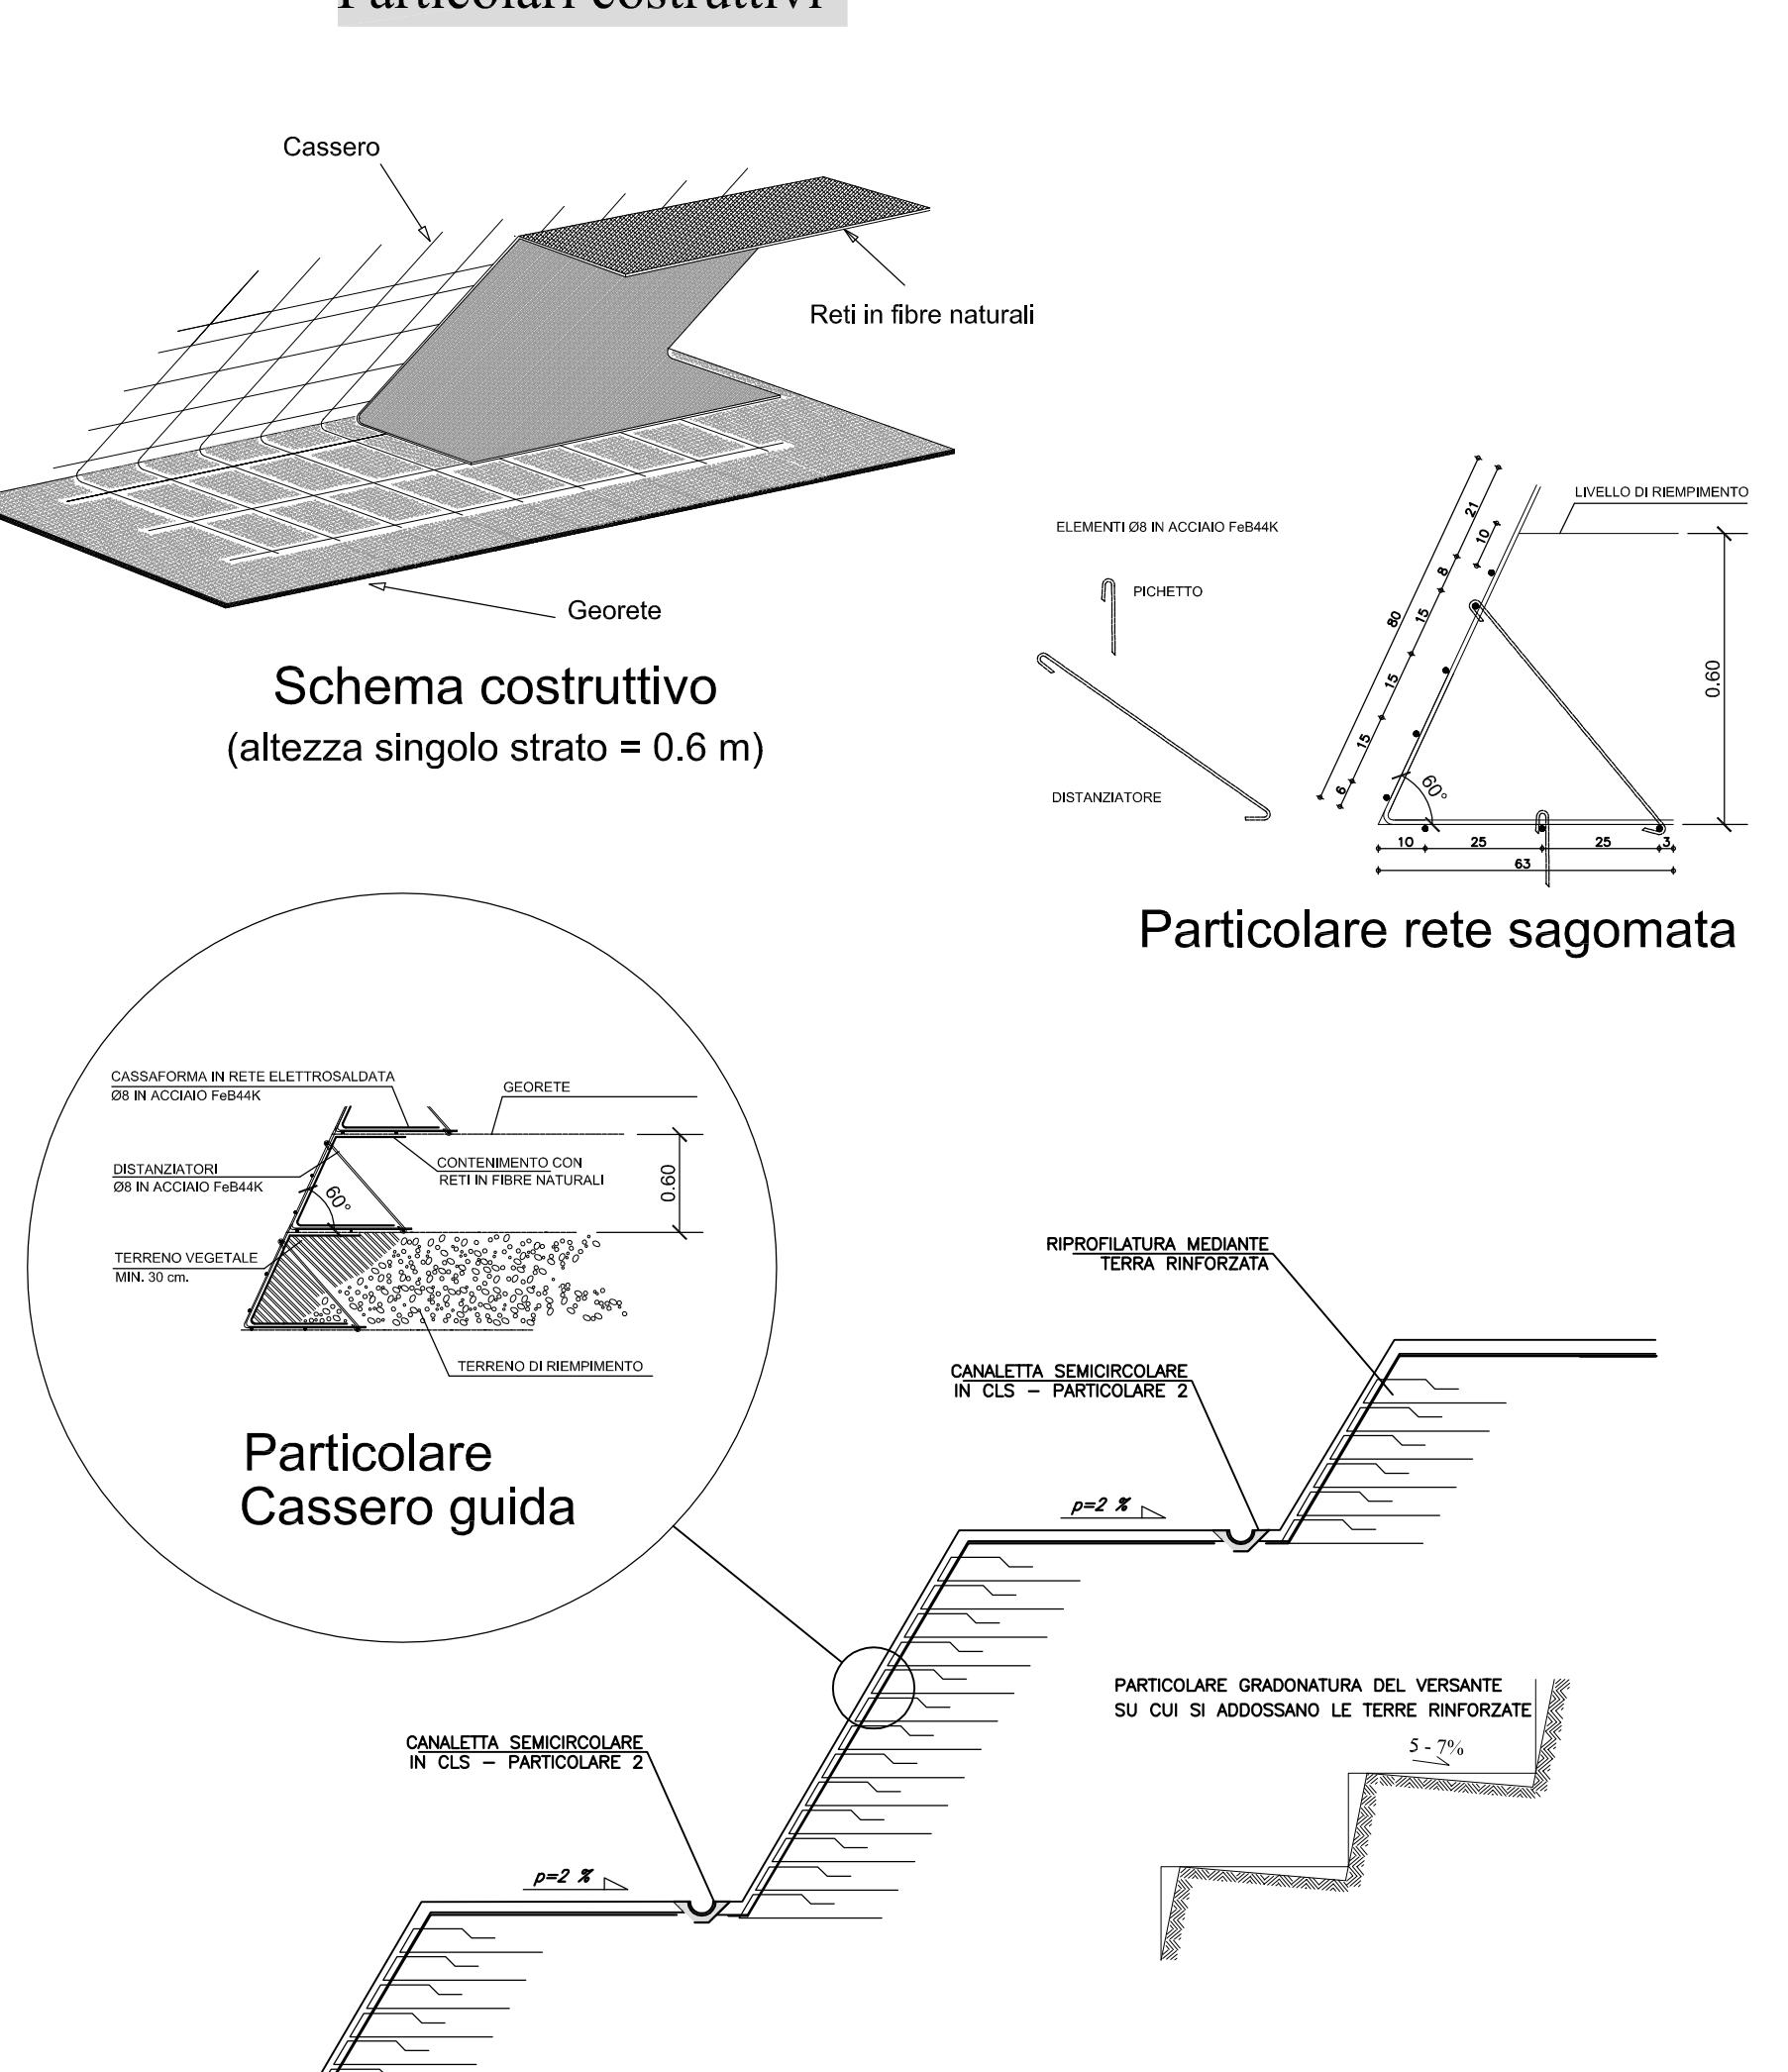 Particolari costruttivi
Cassero
Reti in fibre naturali
Georete
Schema costruttivo
(altezza singolo strato = 0.6 m)
ELEMENTI Ø8 IN ACCIAIO FeB44K
PICHETTO
DISTANZIATORE
LIVELLO DI RIEMPIMENTO
21
10
8
80
15
15
15
6
60°
0.60
10
25
25
3
63
Particolare rete sagomata
CASSAFORMA IN RETE ELETTROSALDATA
Ø8 IN ACCIAIO FeB44K
GEORETE
DISTANZIATORI
Ø8 IN ACCIAIO FeB44K
CONTENIMENTO CON
RETI IN FIBRE NATURALI
60°
0.60
TERRENO VEGETALE
MIN. 30 cm.
TERRENO DI RIEMPIMENTO
Particolare
Cassero guida
RIPROFILATURA MEDIANTE
TERRA RINFORZATA
CANALETTA SEMICIRCOLARE
IN CLS – PARTICOLARE 2
p=2 %
PARTICOLARE GRADONATURA DEL VERSANTE
SU CUI SI ADDOSSANO LE TERRE RINFORZATE
5 - 7%
CANALETTA SEMICIRCOLARE
IN CLS – PARTICOLARE 2
p=2 %